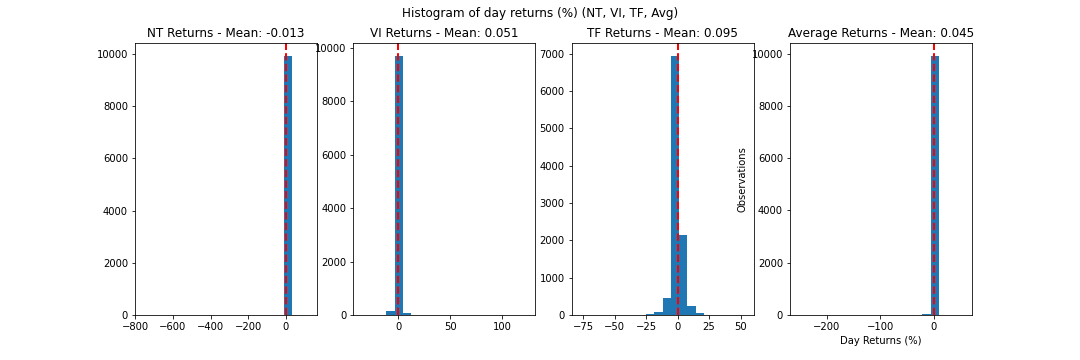 Histogram of day returns (%) (NT, VI, TF, Avg)
NT Returns - Mean: -0.013
VI Returns - Mean: 0.051
TF Returns - Mean: 0.095
Average Returns - Mean: 0.045
10000
8000
6000
4000
2000
0
−800 −600 −400 −200 0
10000
8000
6000
4000
2000
0
0 50 100
7000
6000
5000
4000
3000
2000
1000
0
−75 −50 −25 0 25 50
Observations
10000
8000
6000
4000
2000
0
−200 −100 0
Day Returns (%)